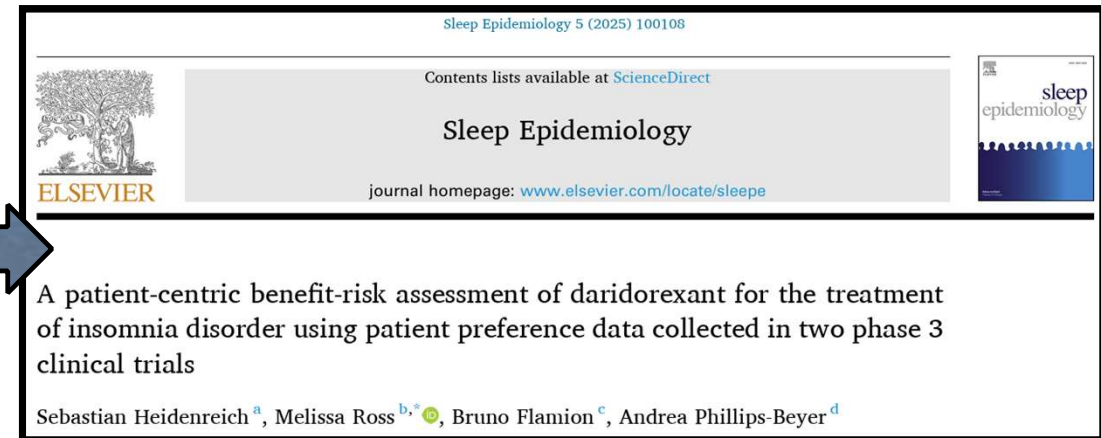 Sleep Epidemiology 5 (2025) 100108
Contents lists available at ScienceDirect
Sleep Epidemiology
journal homepage: www.elsevier.com/locate/sleepe
ELSEVIER
sleep
epidemiology
A patient-centric benefit-risk assessment of daridorexant for the treatment
of insomnia disorder using patient preference data collected in two phase 3
clinical trials
Sebastian Heidenreich a, Melissa Ross b,* iD, Bruno Flamion c, Andrea Phillips-Beyer d